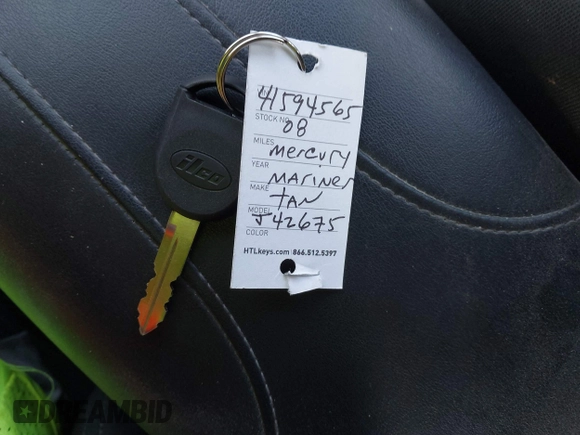 41594565
STOCK NO.
08
MILES
Mercury
YEAR
MARINER
MAKE
TAN
MODEL
J42675
COLOR
HTLkeys.com 866.512.5397
ilco
DREAMBID